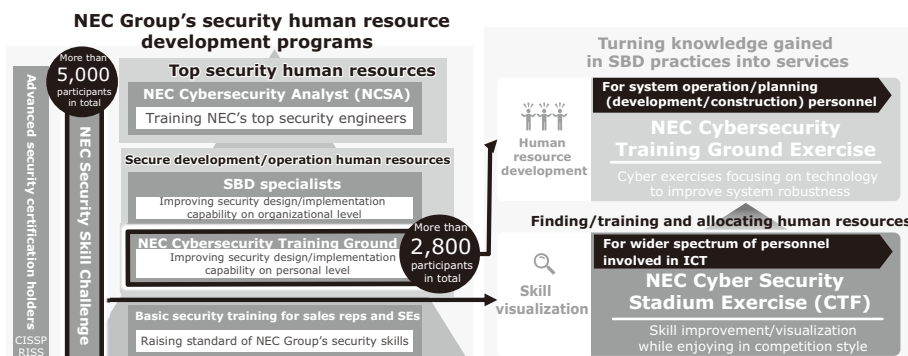 NEC Group's security human resource
development programs
More than
5,000
participants
in total
Advanced security certification holders
CISSP
RISS
NEC Security Skill Challenge
Top security human resources
NEC Cybersecurity Analyst (NCSA)
Training NEC's top security engineers
Secure development/operation human resources
SBD specialists
Improving security design/implementation
capability on organizational level
NEC Cybersecurity Training Ground
Improving security design/implementation
capability on personal level
More than
2,800
participants
in total
Basic security training for sales reps and SEs
Raising standard of NEC Group's security skills
Turning knowledge gained
in SBD practices into services
Human
resource
development
For system operation/planning
(development/construction) personnel
NEC Cybersecurity
Training Ground Exercise
Cyber exercises focusing on technology
to improve system robustness
Finding/training and allocating human resources
Skill
visualization
For wider spectrum of personnel
involved in ICT
NEC Cyber Security
Stadium Exercise (CTF)
Skill improvement/visualization
while enjoying in competition style